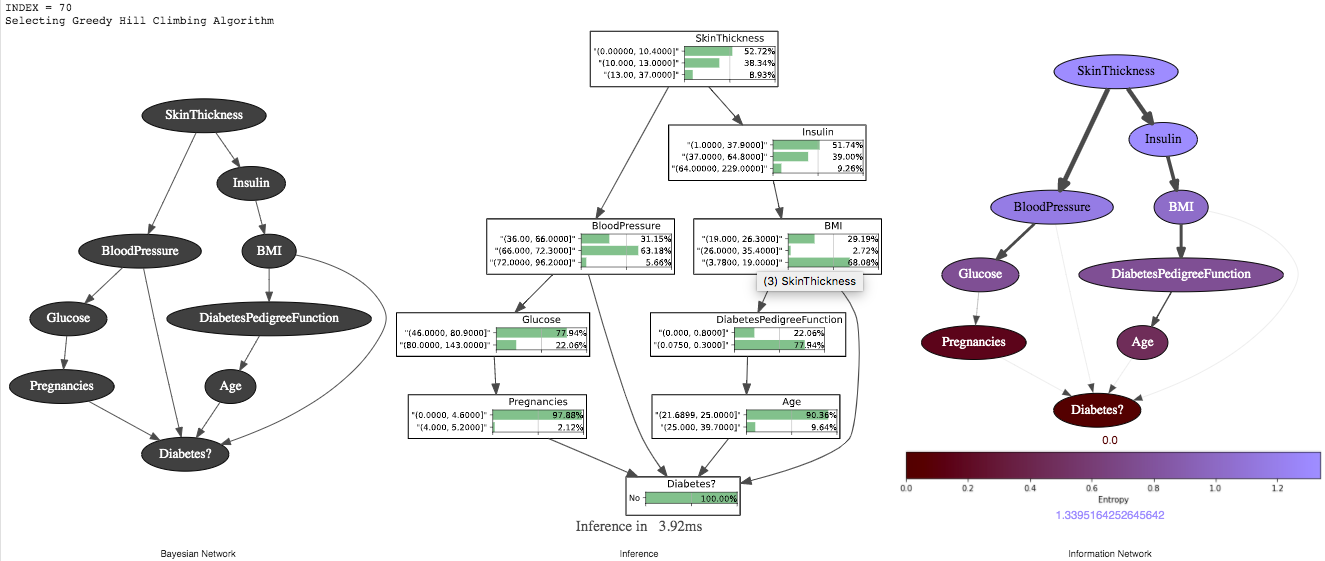 INDEX = 70
Selecting Greedy Hill Climbing Algorithm
SkinThickness
Insulin
BloodPressure
BMI
Glucose
DiabetesPedigreeFunction
Pregnancies
Age
Diabetes?
Bayesian Network
SkinThickness
"(0.00000, 10.4000]" 52.72%
"(10.000, 13.0000]" 38.34%
"(13.00, 37.0000]" 8.93%
Insulin
"(1.0000, 37.9000]" 51.74%
"(37.0000, 64.8000]" 39.00%
"(64.00000, 229.0000]" 9.26%
BloodPressure
"(36.00, 66.0000]" 31.15%
"(66.0000, 72.3000]" 63.18%
"(72.0000, 96.2000]" 5.66%
BMI
"(19.0000, 26.3000]" 29.19%
"(26.0000, 35.4000]" 2.72%
"(3.7800, 19.0000]" 68.08%
(3) SkinThickness
Glucose
"(46.0000, 80.9000]" 77.94%
"(80.0000, 143.0000]" 22.06%
DiabetesPedigreeFunction
"(0.000, 0.8000]" 22.06%
"(0.0750, 0.3000]" 77.94%
Pregnancies
"(0.0000, 4.6000]" 97.88%
"(4.000, 5.2000]" 2.12%
Age
"(21.6899, 25.0000]" 90.36%
"(25.000, 39.7000]" 9.64%
Diabetes?
No 100.00%
Inference in 3.92ms
Inference
SkinThickness
Insulin
BloodPressure
BMI
Glucose
DiabetesPedigreeFunction
Pregnancies
Age
Diabetes?
0.0
0.0 0.2 0.4 0.6 0.8 1.0 1.2
Entropy
1.3395164252645642
Information Network